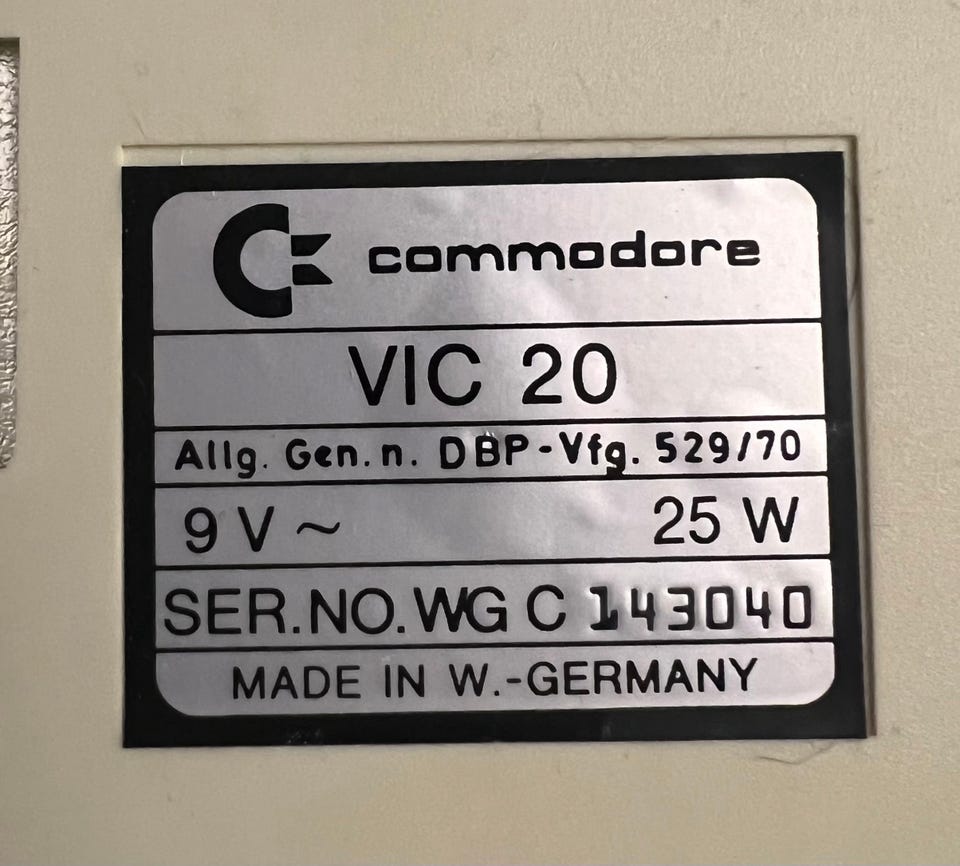 commodore
VIC 20
Allg. Gen. n. DBP-Vfg. 529/70
9 V ~ 25 W
SER.NO.WG C 143040
MADE IN W.-GERMANY